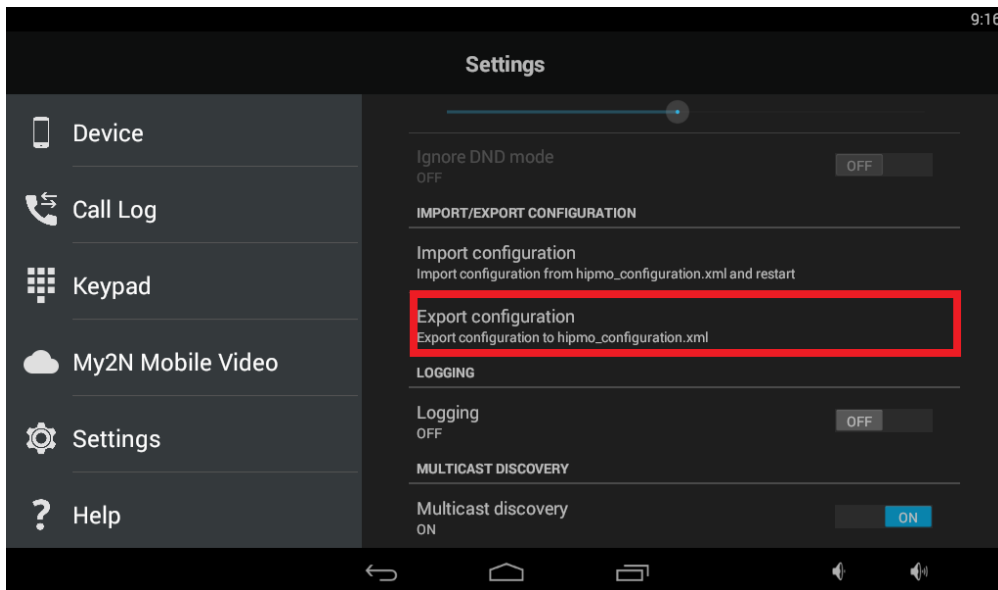 9:16
Settings
Device
Call Log
Keypad
My2N Mobile Video
Settings
Help
Ignore DND mode
OFF
OFF
IMPORT/EXPORT CONFIGURATION
Import configuration
Import configuration from hipmo_configuration.xml and restart
Export configuration
Export configuration to hipmo_configuration.xml
LOGGING
Logging
OFF
OFF
MULTICAST DISCOVERY
Multicast discovery
ON
ON